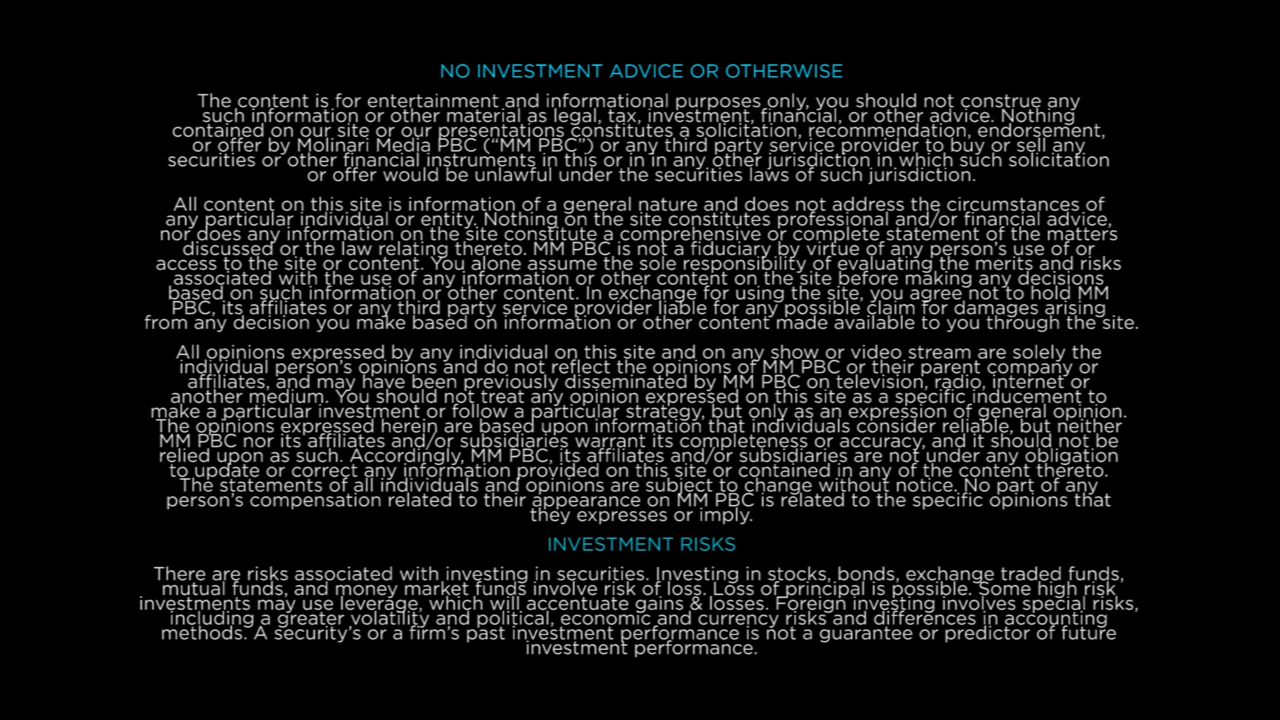 NO INVESTMENT ADVICE OR OTHERWISE
The content is for entertainment and informational purposes only, you should not construe any
such information or other material as legal, tax, investment, financial, or other advice. Nothing
contained on our site or our presentations constitutes a solicitation, recommendation, endorsement,
or offer by Molinari Media PBC (“MM PBC”) or any third party service provider to buy or sell any
securities or other financial instruments in this or in in any other jurisdiction in which such solicitation
or offer would be unlawful under the securities laws of such jurisdiction.
All content on this site is information of a general nature and does not address the circumstances of
any particular individual or entity. Nothing on the site constitutes professional and/or financial advice,
nor does any information on the site constitute a comprehensive or complete statement of the matters
discussed or the law relating thereto. MM PBC is not a fiduciary by virtue of any person’s use of or
access to the site or content. You alone assume the sole responsibility of evaluating the merits and risks
associated with the use of any information or other content on the site before making any decisions
based on such information or other content. In exchange for using the site, you agree not to hold MM
PBC, its affiliates or any third party service provider liable for any possible claim for damages arising
from any decision you make based on information or other content made available to you through the site.
All opinions expressed by any individual on this site and on any show or video stream are solely the
individual person’s opinions and do not reflect the opinions of MM PBC or their parent company or
affiliates, and may have been previously disseminated by MM PBC on television, radio, internet or
another medium. You should not treat any opinion expressed on this site as a specific inducement to
make a particular investment or follow a particular strategy, but only as an expression of general opinion.
The opinions expressed herein are based upon information that individuals consider reliable, but neither
MM PBC nor its affiliates and/or subsidiaries warrant its completeness or accuracy, and it should not be
relied upon as such. Accordingly, MM PBC, its affiliates and/or subsidiaries are not under any obligation
to update or correct any information provided on this site or contained in any of the content thereto.
The statements of all individuals and opinions are subject to change without notice. No part of any
person’s compensation related to their appearance on MM PBC is related to the specific opinions that
they expresses or imply.
INVESTMENT RISKS
There are risks associated with investing in securities. Investing in stocks, bonds, exchange traded funds,
mutual funds, and money market funds involve risk of loss. Loss of principal is possible. Some high risk
investments may use leverage, which will accentuate gains & losses. Foreign investing involves special risks,
including a greater volatility and political, economic and currency risks and differences in accounting
methods. A security’s or a firm’s past investment performance is not a guarantee or predictor of future
investment performance.